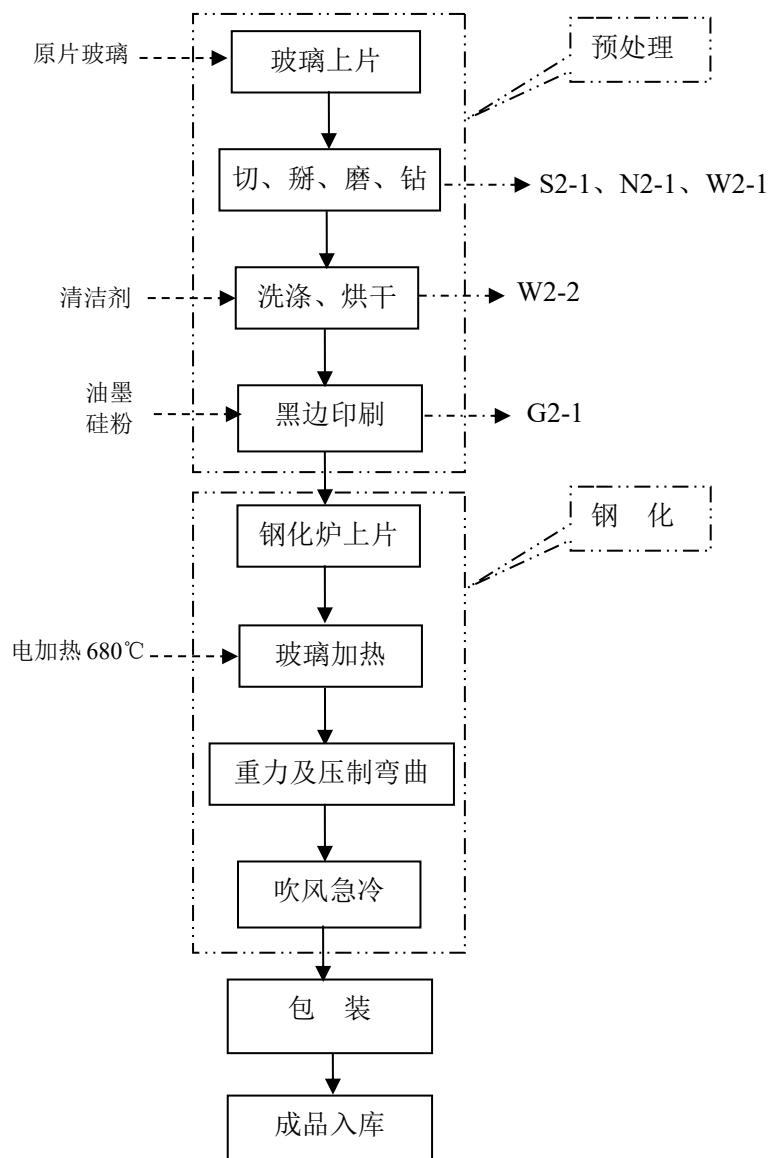 原片玻璃
玻璃上片
预处理
切、掰、磨、钻
S2-1、N2-1、W2-1
清洁剂
洗涤、烘干
W2-2
油墨
硅粉
黑边印刷
G2-1
钢化炉上片
钢 化
电加热 680℃
玻璃加热
重力及压制弯曲
吹风急冷
包 装
成品入库